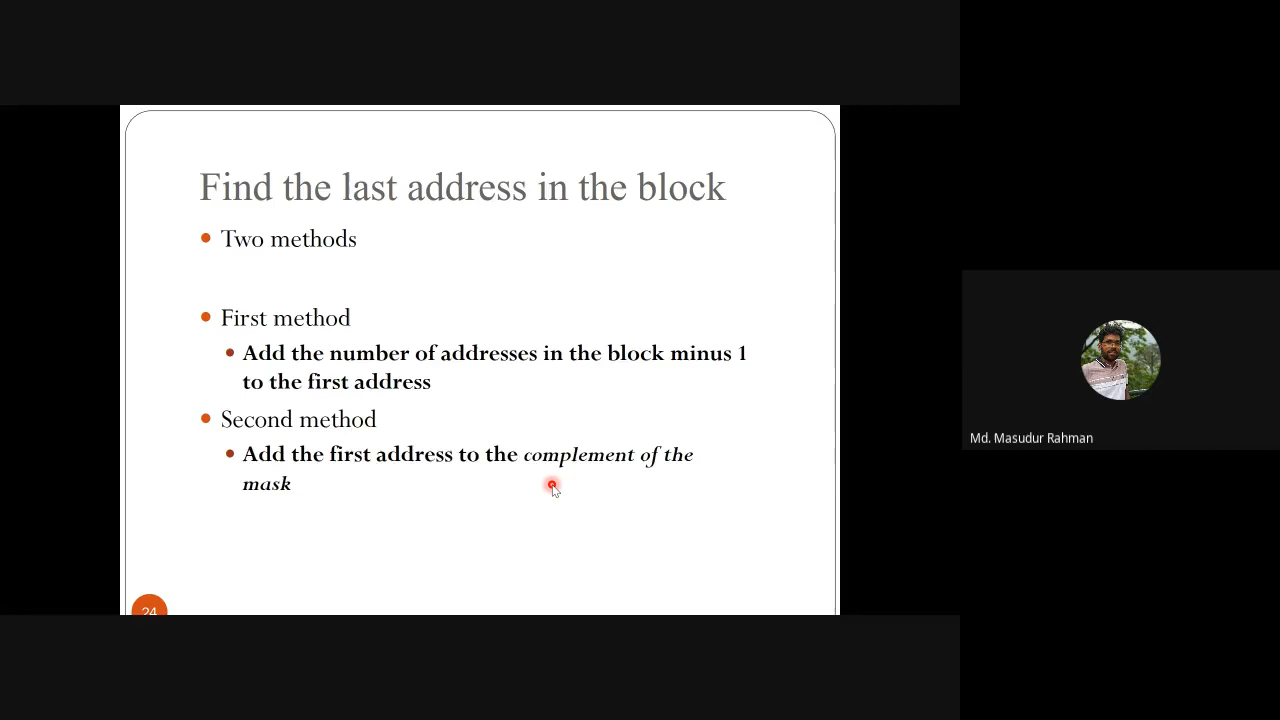 Find the last address in the block
Two methods
First method
Add the number of addresses in the block minus 1
to the first address
Second method
Add the first address to the complement of the
mask
24
Md. Masudur Rahman